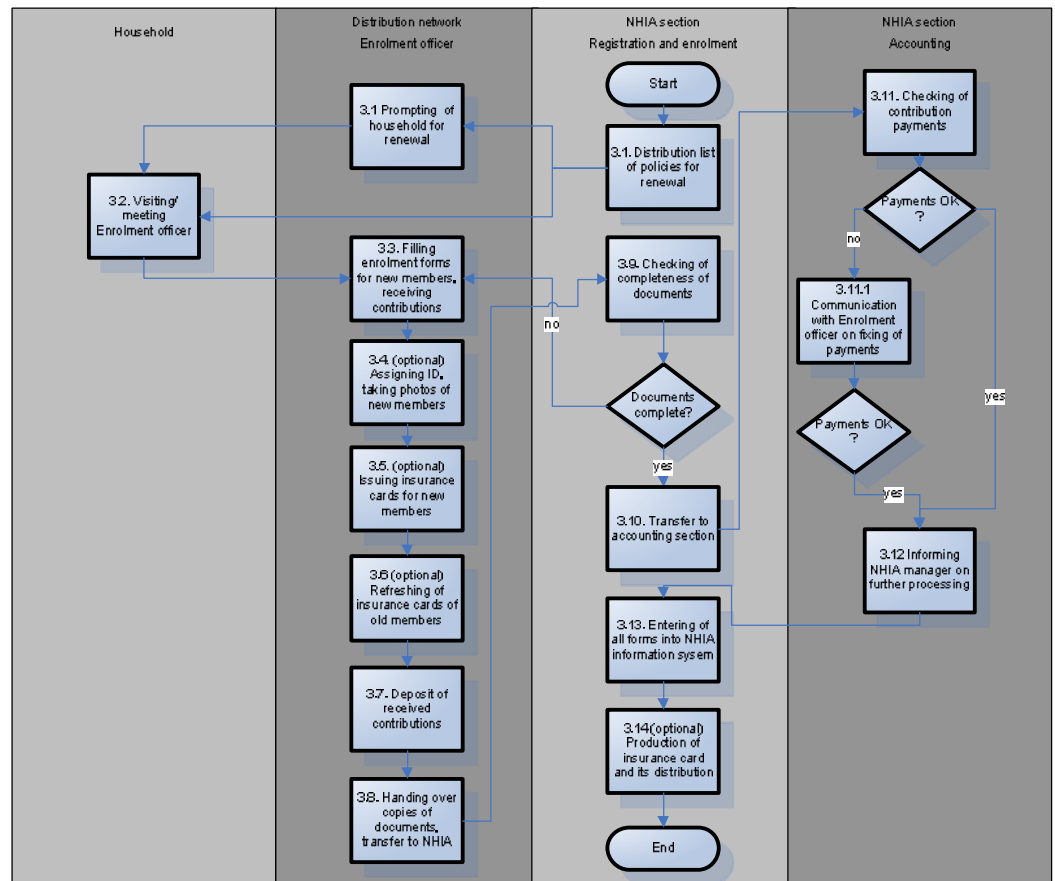 Household
Distribution network
Enrolment officer
NHIA section
Registration and enrolment
NHIA section
Accounting
Start
3.1 Prompting of
household for
renewal
3.1. Distribution list
of policies for
renewal
3.11. Checking of
contribution
payments
3.2. Visiting/
meeting
Enrolment officer
Payments OK
?
no
yes
3.3. Filling
enrolment forms
for new members,
receiving
contributions
3.9. Checking of
completeness of
documents
no
3.11.1
Communication
with Enrolment
officer on fixing of
payments
3.4. (optional)
Assigning ID,
taking photos of
new members
Documents
complete?
yes
Payments OK
?
yes
3.5. (optional)
Issuing insurance
cards for new
members
3.10. Transfer to
accounting section
3.12 Informing
NHIA manager on
further processing
3.6 (optional)
Refreshing of
insurance cards of
old members
3.13. Entering of
all forms into NHIA
information system
3.7. Deposit of
received
contributions
3.14(optional)
Production of
insurance card
and its distribution
3.8. Handing over
copies of
documents,
transfer to NHIA
End